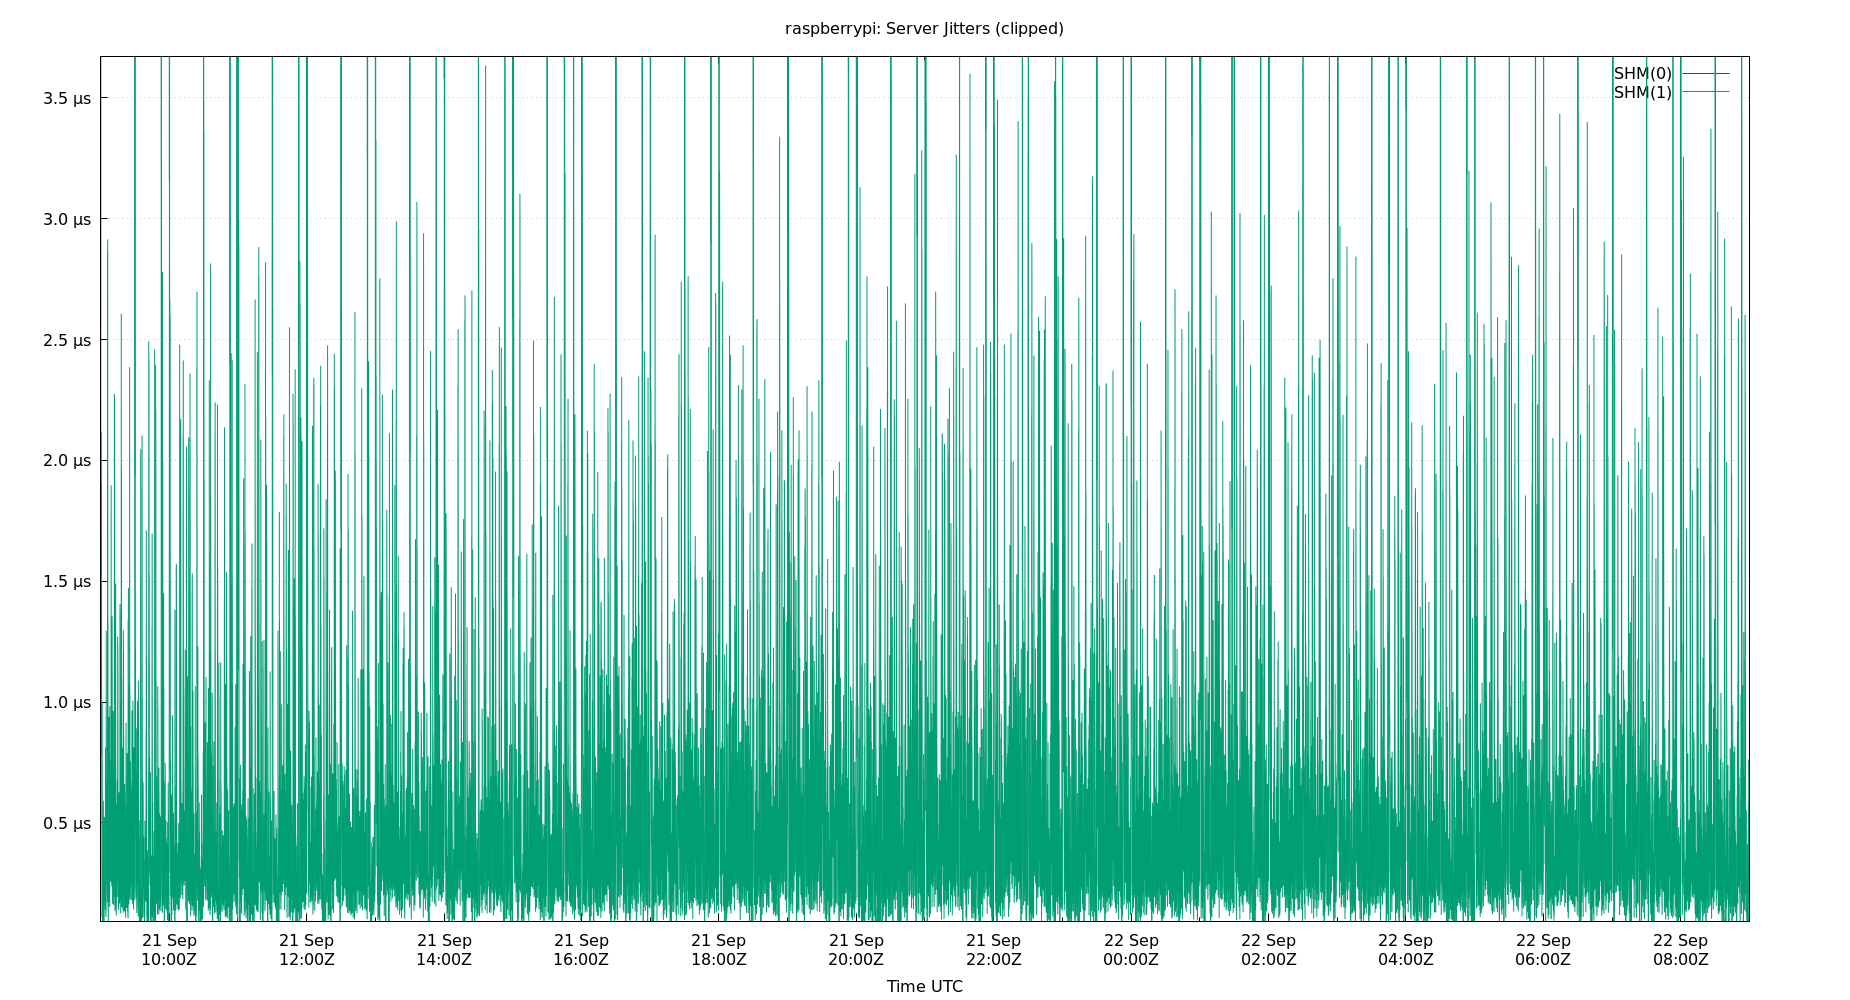 raspberrypi: Server Jitters (clipped)
SHM(0)
SHM(1)
3.5 µs
3.0 µs
2.5 µs
2.0 µs
1.5 µs
1.0 µs
0.5 µs
21 Sep 21 Sep 21 Sep 21 Sep 21 Sep 21 Sep 21 Sep 22 Sep 22 Sep 22 Sep 22 Sep 22 Sep
10:00Z 12:00Z 14:00Z 16:00Z 18:00Z 20:00Z 22:00Z 00:00Z 02:00Z 04:00Z 06:00Z 08:00Z
Time UTC